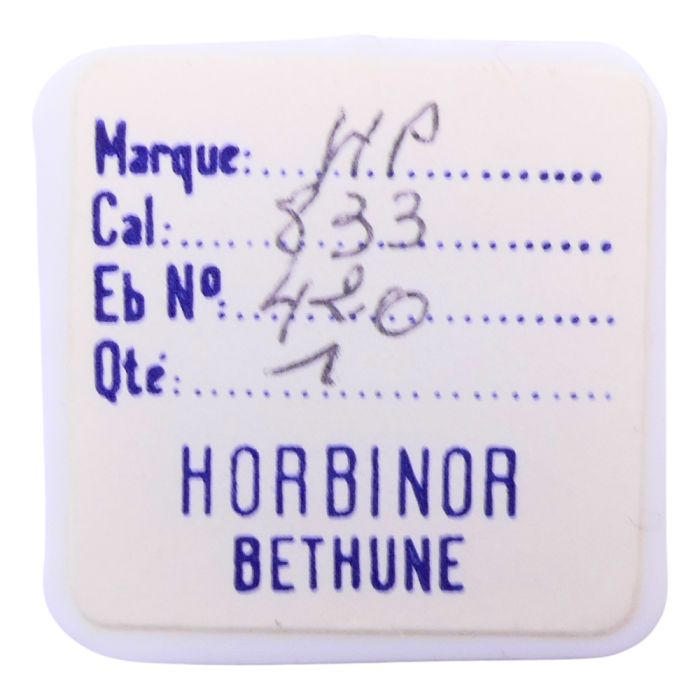 Marque: HP
Cal: 833
Eb Nº: 420
Qté: 1
HORBINOR
BETHUNE